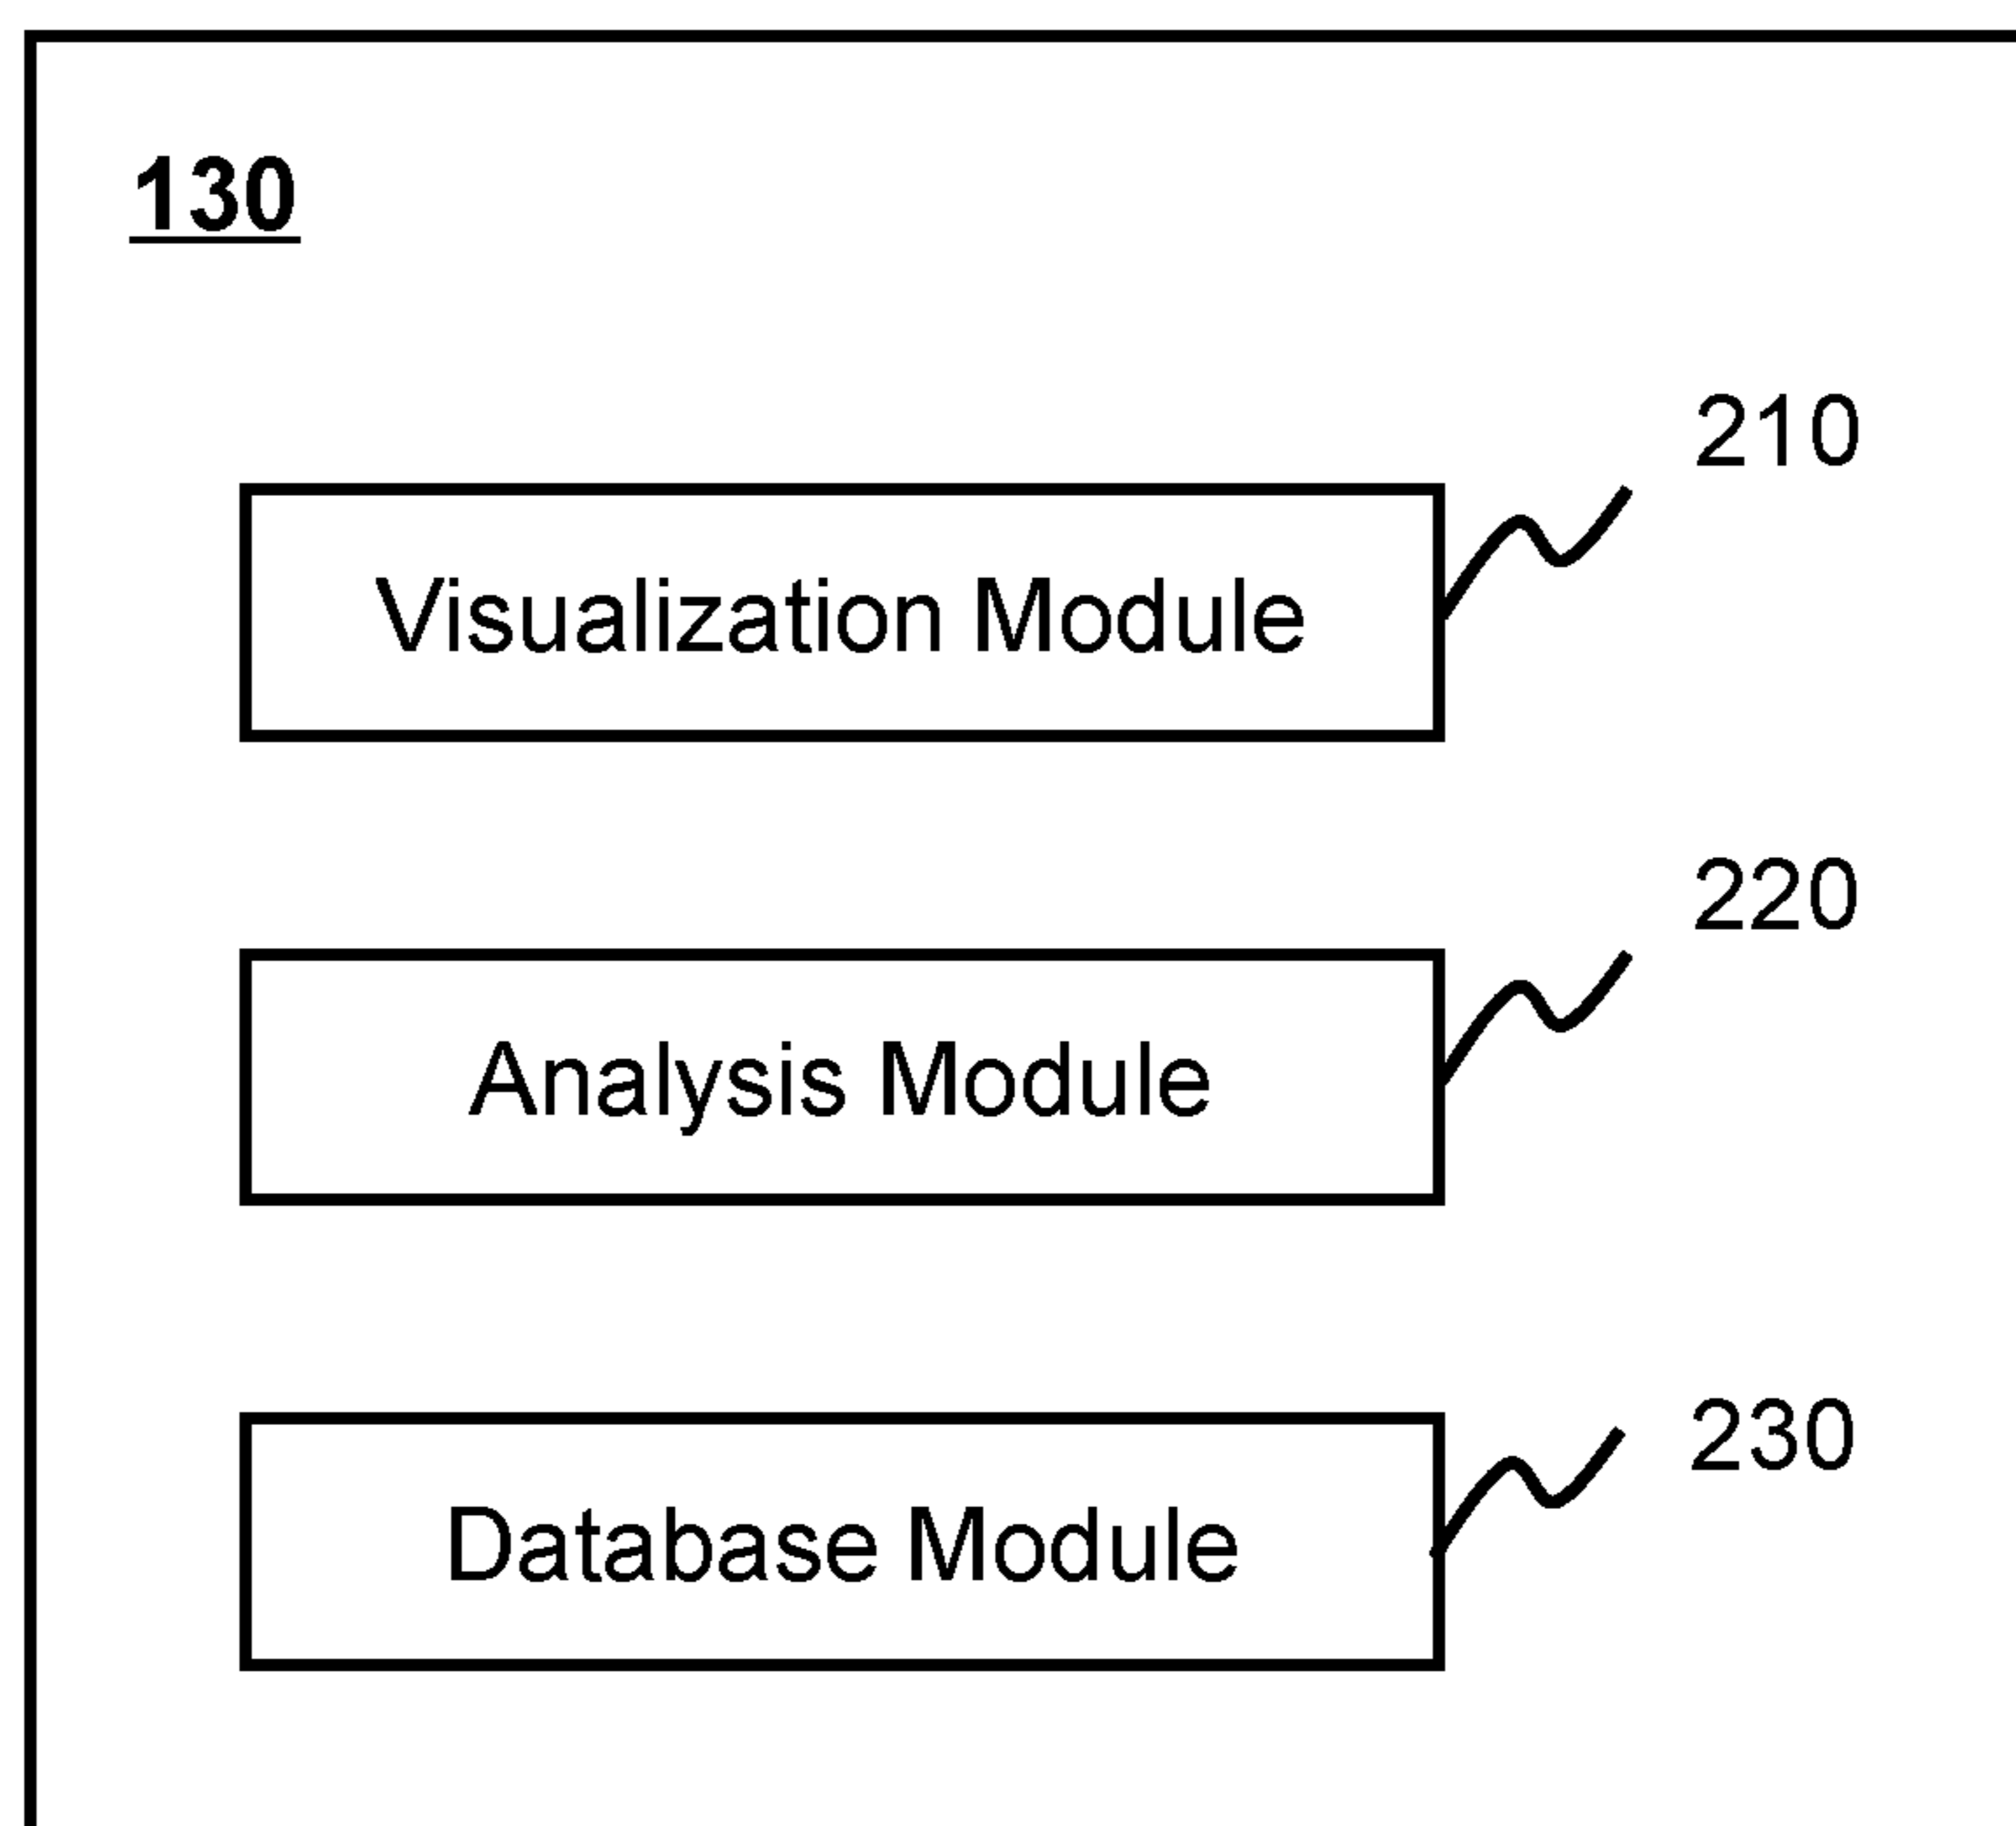 130
210
Visualization Module
220
Analysis Module
230
Database Module